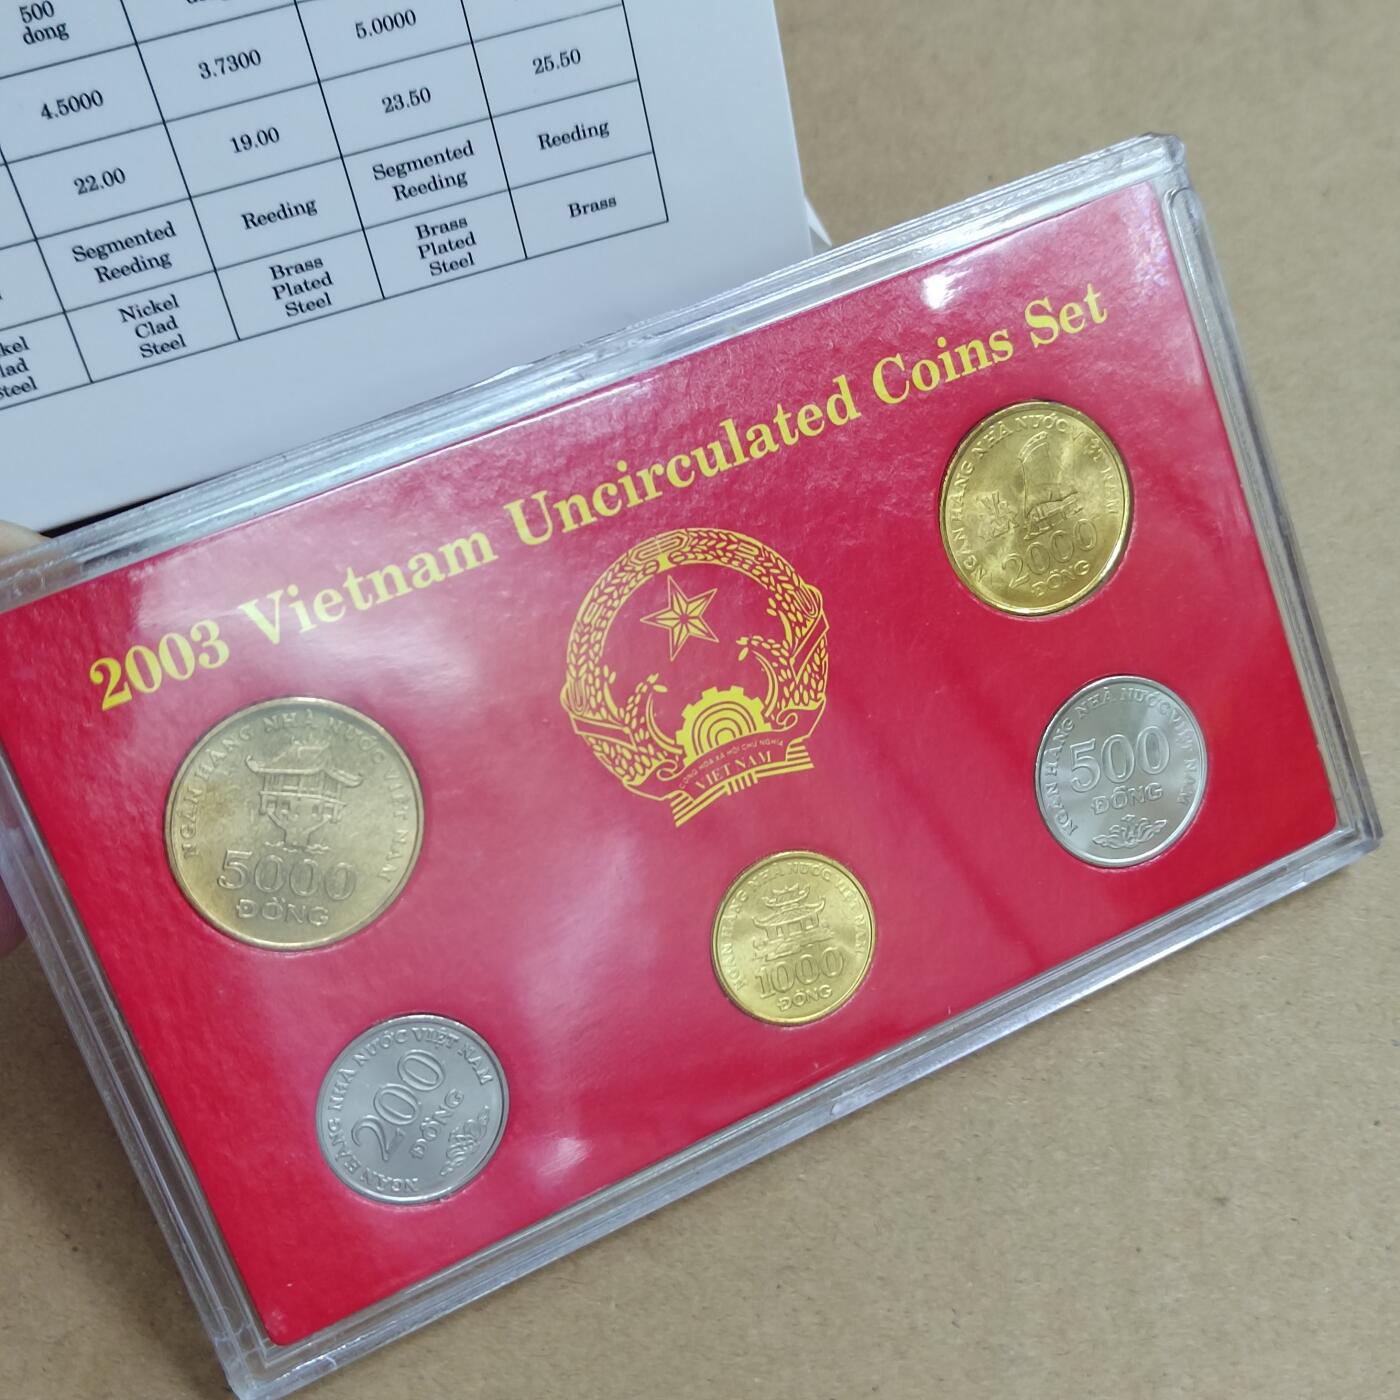 500
dong
5.0000
4.5000
3.7300
25.50
22.00
19.00
23.50
Reeding
Segmented
Reeding
Reeding
Segmented
Reeding
Brass
Nickel
Clad
Steel
Brass
Plated
Steel
Brass
Plated
Steel
2003 Vietnam Uncirculated Coins Set
NGÂN HÀNG NHÀ NƯỚC VIỆT NAM
2000
ĐỒNG
CỘNG HÒA XÃ HỘI CHỦ NGHĨA
VIỆT NAM
NGÂN HÀNG NHÀ NƯỚC VIỆT NAM
5000
ĐỒNG
NGÂN HÀNG NHÀ NƯỚC VIỆT NAM
500
ĐỒNG
NGÂN HÀNG NHÀ NƯỚC VIỆT NAM
1000
ĐỒNG
NGÂN HÀNG NHÀ NƯỚC VIỆT NAM
200
ĐỒNG